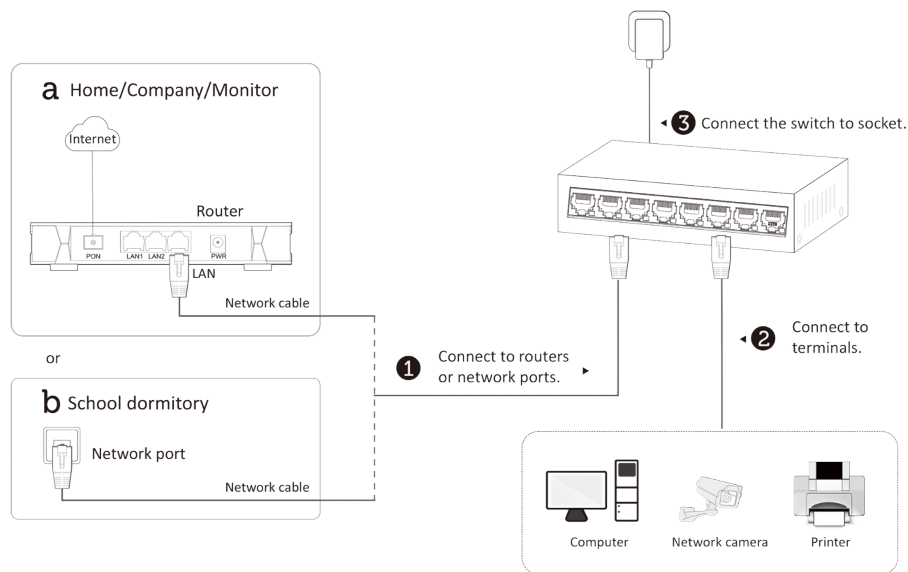 a Home/Company/Monitor
Internet
Router
PON
LAN1 LAN2
PWR
LAN
Network cable
or
b School dormitory
Network port
Network cable
1 Connect to routers
or network ports.
3 Connect the switch to socket.
2 Connect to
terminals.
Computer
Network camera
Printer